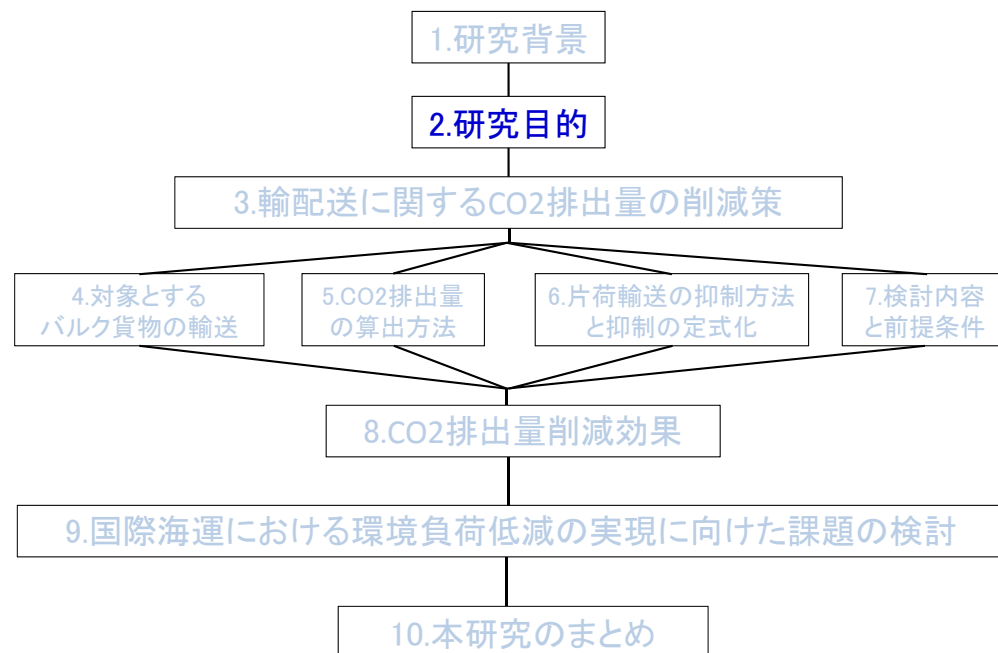 1.研究背景
2.研究目的
3.輸配送に関するCO2排出量の削減策
4.対象とする
バルク貨物の輸送
5.CO2排出量
の算出方法
6.片荷輸送の抑制方法
と抑制の定式化
7.検討内容
と前提条件
8.CO2排出量削減効果
9.国際海運における環境負荷低減の実現に向けた課題の検討
10.本研究のまとめ